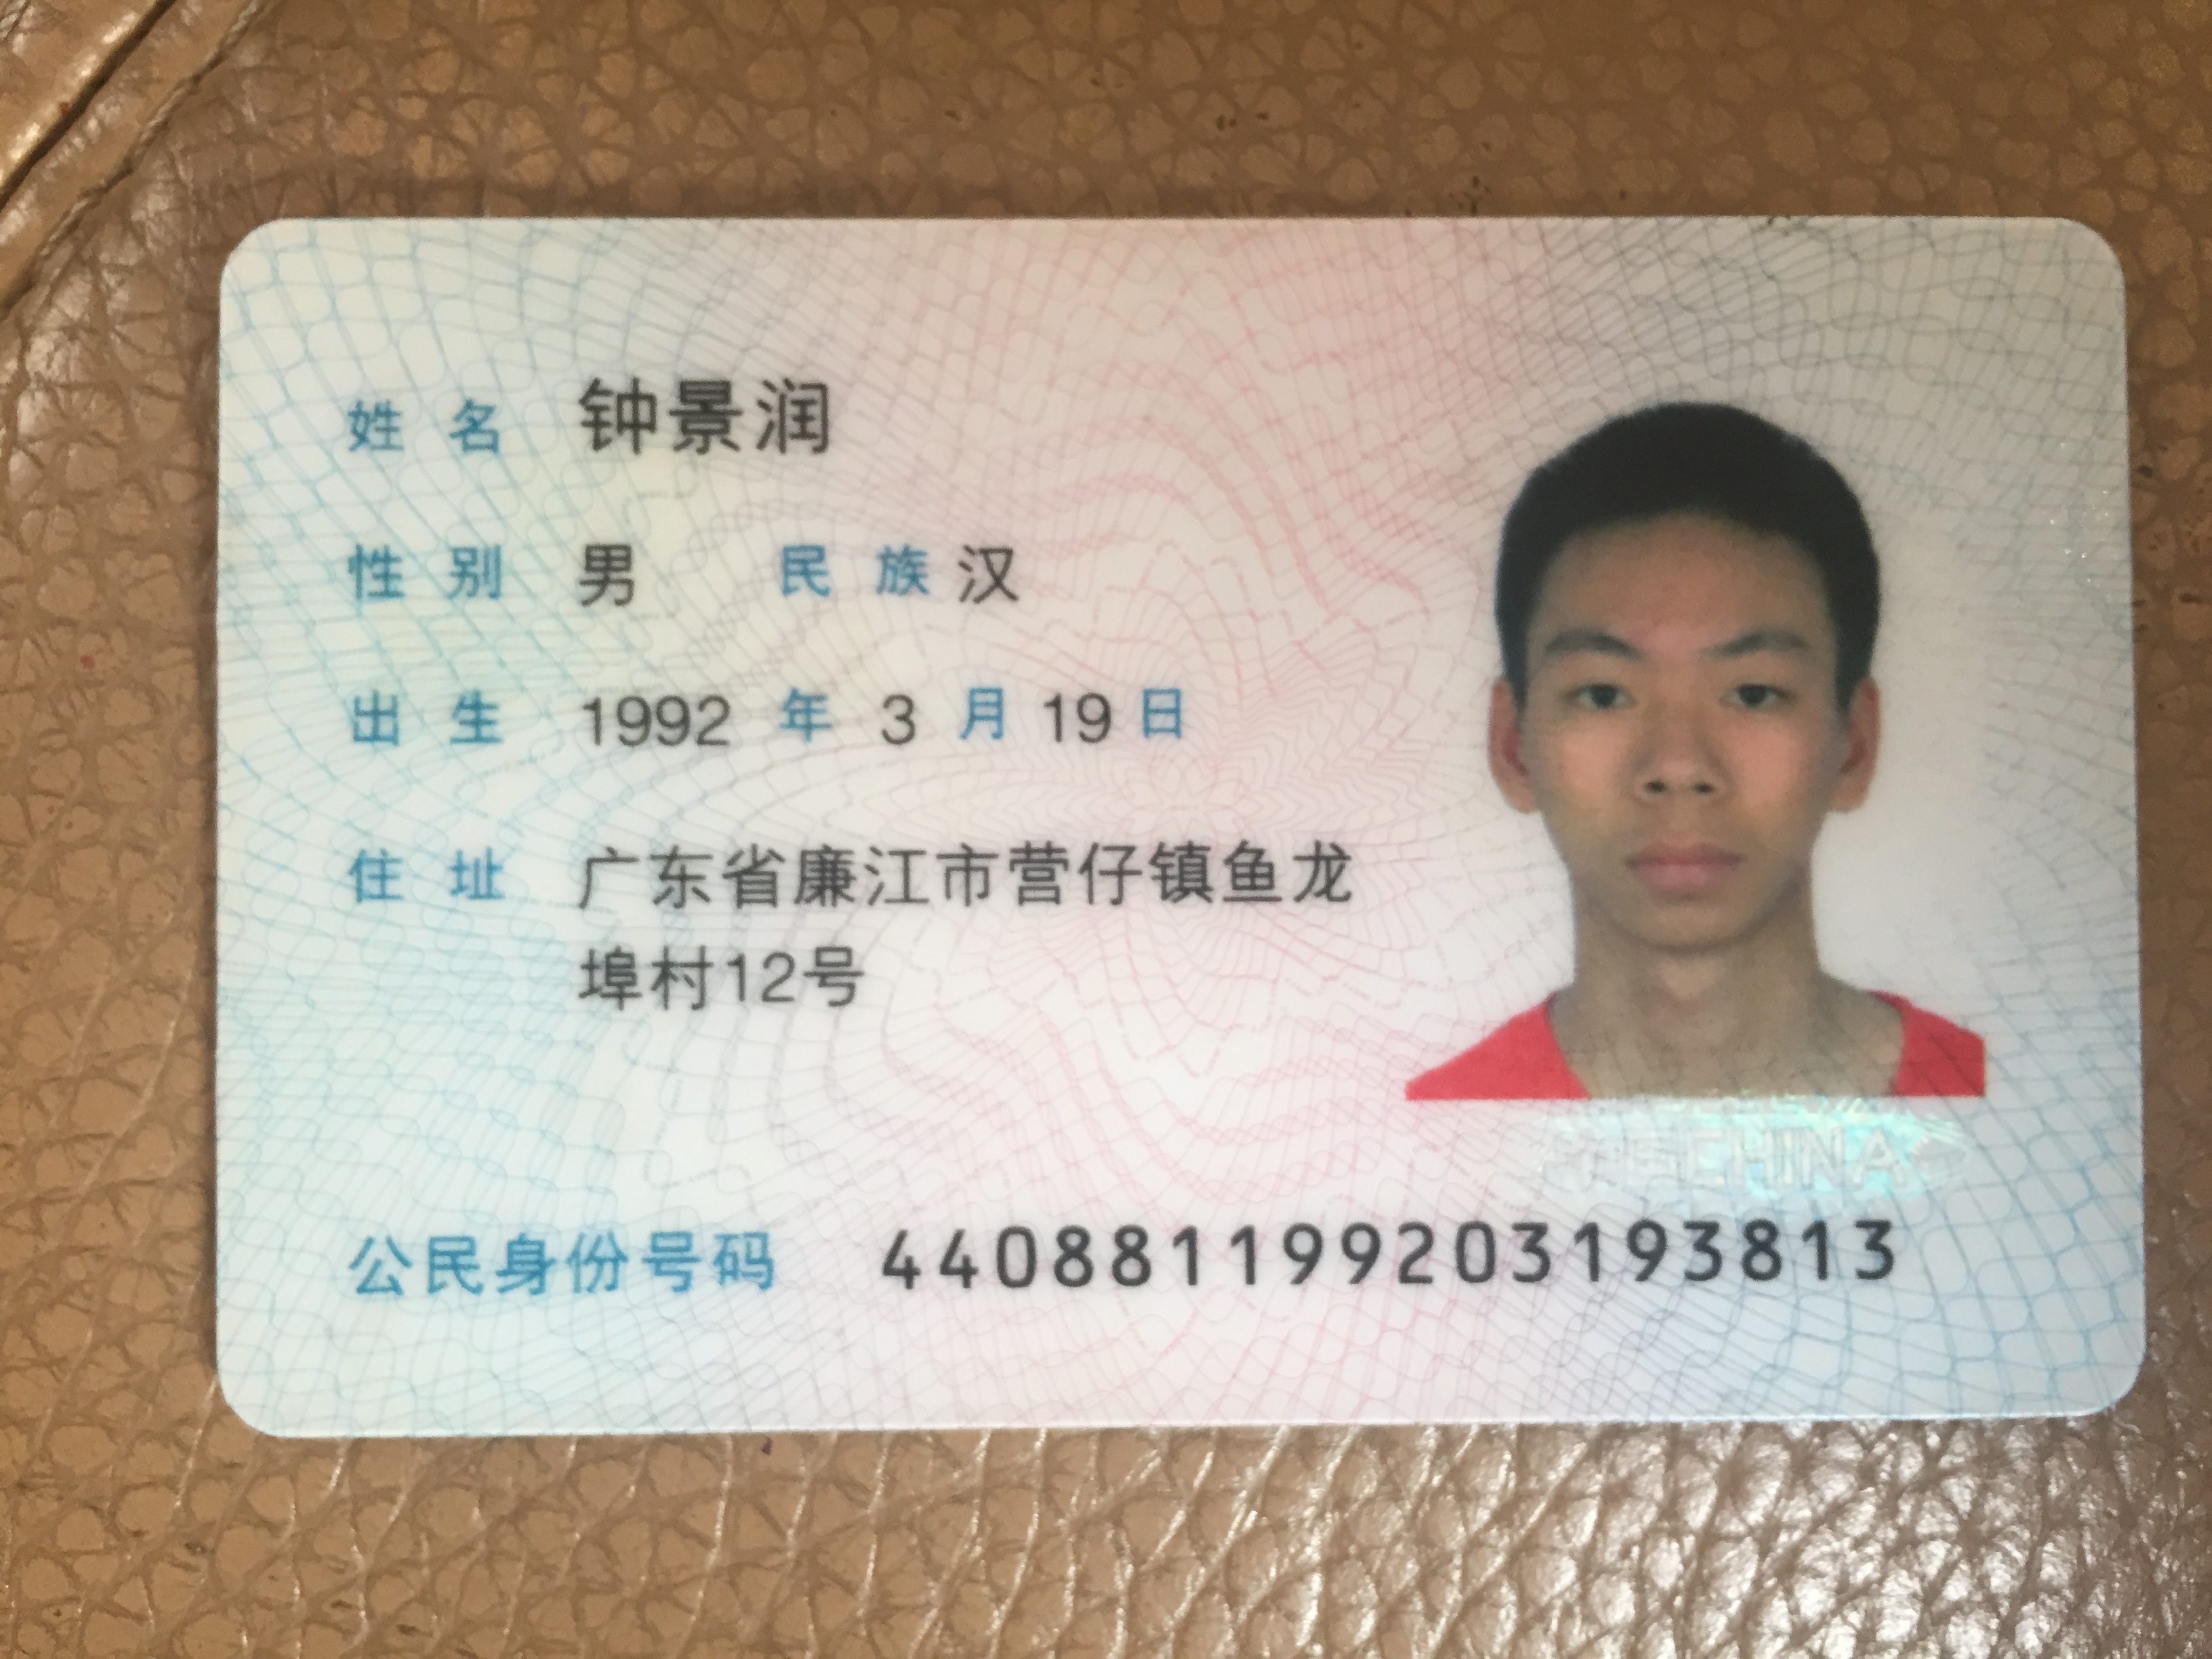 姓名 钟景润
性别 男 民族 汉
出生 1992 年 3 月 19 日
住址 广东省廉江市营仔镇鱼龙
埠村12号
公民身份号码 440881199203193813
CHINA